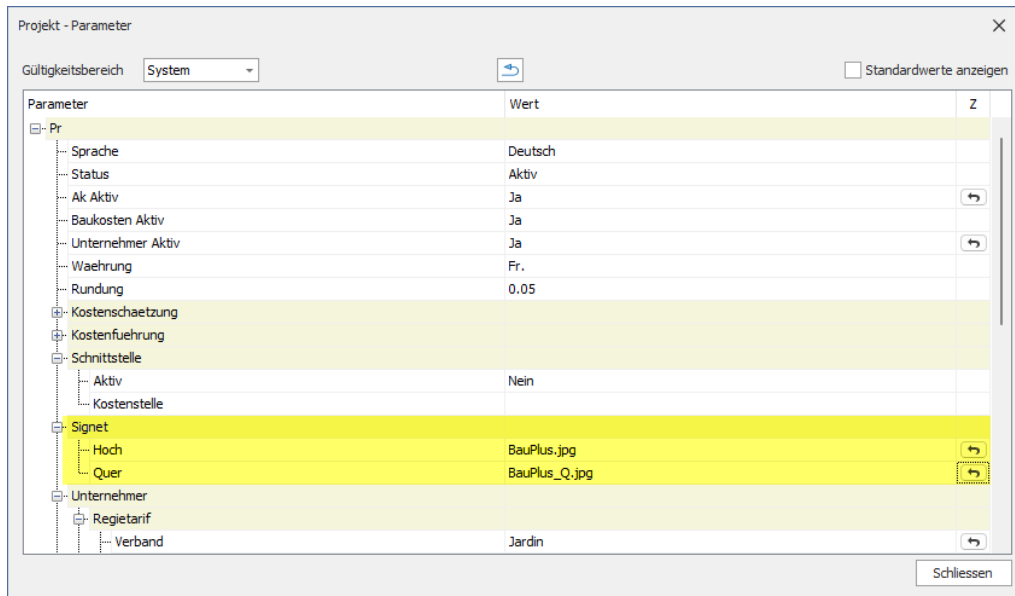 Projekt - Parameter
Gültigkeitsbereich System Standardwerte anzeigen
Parameter Wert Z
Pr
Sprache Deutsch
Status Aktiv
Ak Aktiv Ja
Baukosten Aktiv Ja
Unternehmer Aktiv Ja
Waehrung Fr.
Rundung 0.05
Kostenschaetzung
Kostenfuehrung
Schnittstelle
Aktiv Nein
Kostenstelle
Signet
Hoch BauPlus.jpg
Quer BauPlus_Q.jpg
Unternehmer
Regietarif
Verband Jardin
Schliessen